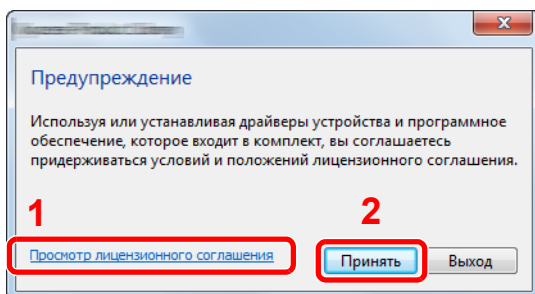 Предупреждение
Используя или устанавливая драйверы устройства и программное
обеспечение, которое входит в комплект, вы соглашаетесь
придерживаться условий и положений лицензионного соглашения.
1
2
Просмотр лицензионного соглашения
Принять
Выход